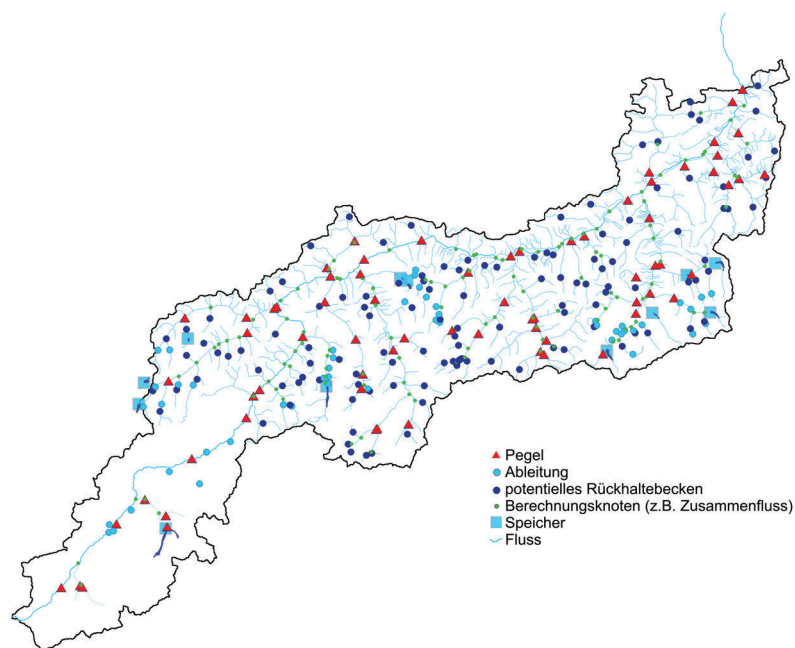 Pegel
Ableitung
potentielles Rückhaltebecken
Berechnungsknoten (z.B. Zusammenfluss)
Speicher
Fluss